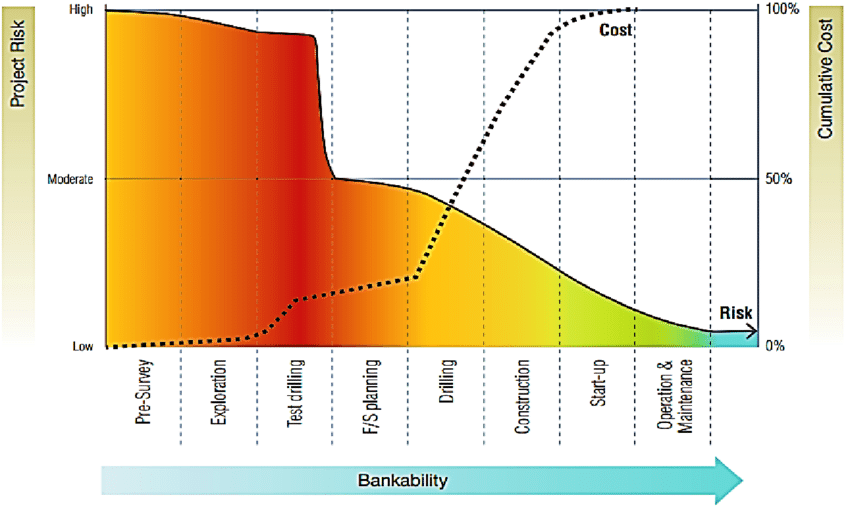 Project Risk
High
Moderate
Low
Cost
Risk
100%
50%
0%
Cumulative Cost
Pre-Survey
Exploration
Test drilling
F/S planning
Drilling
Construction
Start-up
Operation &
Maintenance
Bankability